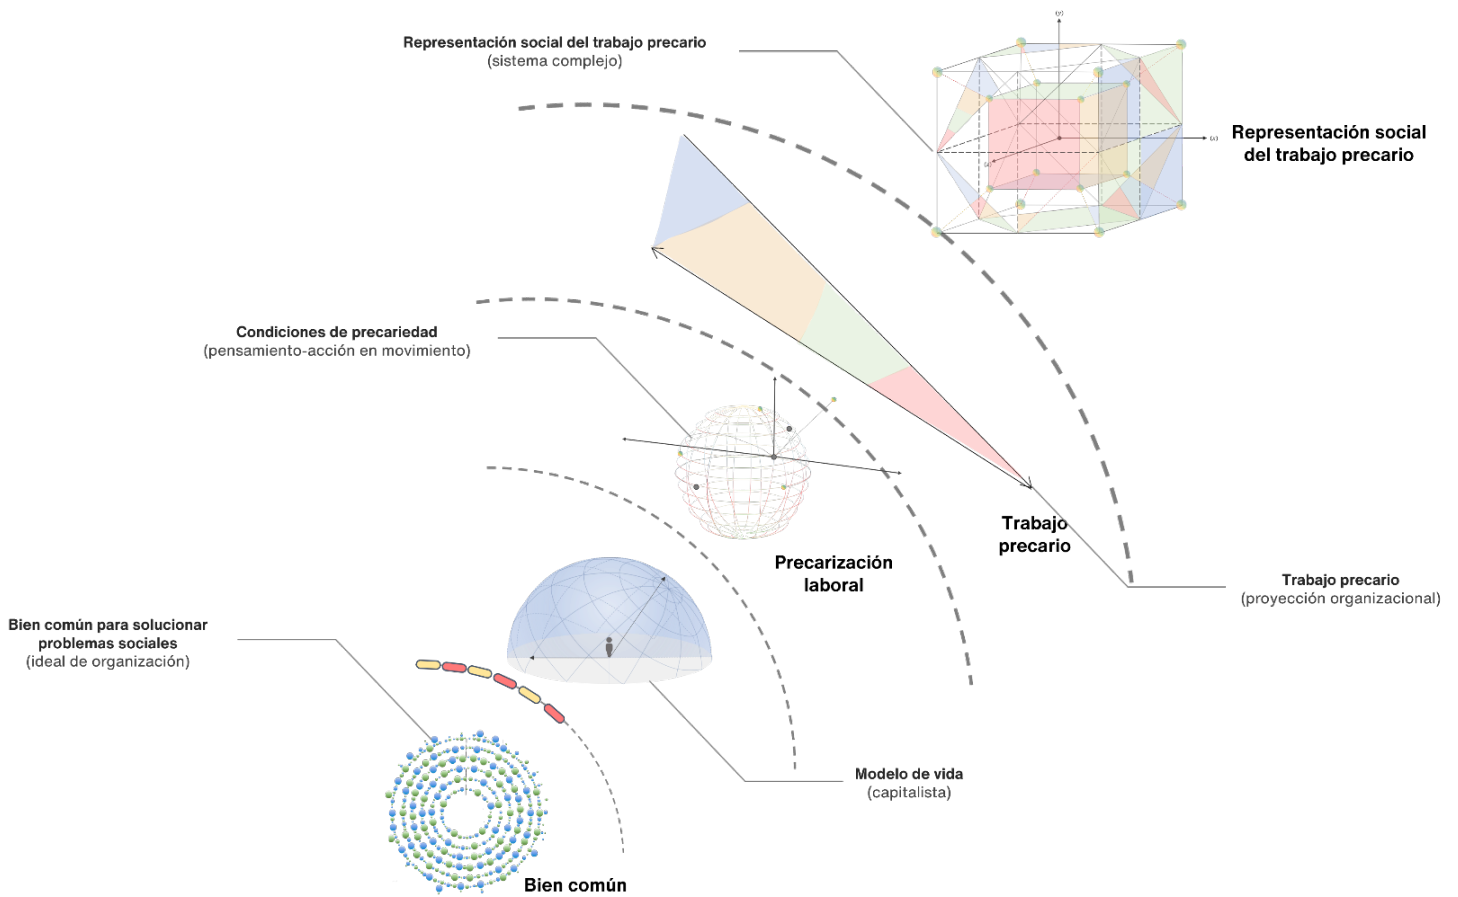 (y)
Representación social del trabajo precario
(sistema complejo)
Representación social
del trabajo precario
(x)
(z)
Condiciones de precariedad
(pensamiento-acción en movimiento)
Trabajo
precario
Precarización
laboral
Trabajo precario
(proyección organizacional)
Bien común para solucionar
problemas sociales
(ideal de organización)
Modelo de vida
(capitalista)
Bien común